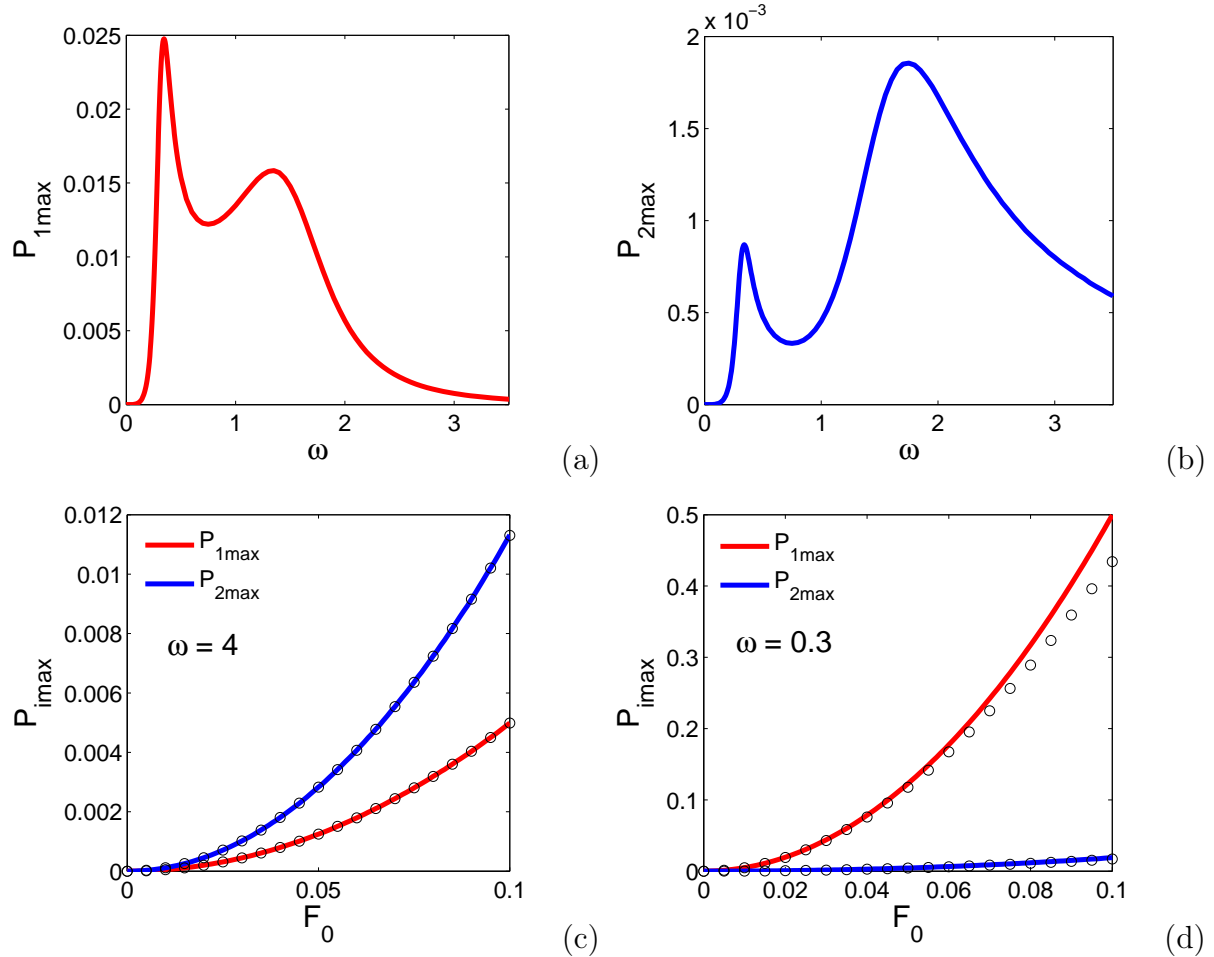 0.025
0.02
0.015
0.01
0.005
0
0 1 2 3
P1max
ω
(a)
x 10−3
2
1.5
1
0.5
0
0 1 2 3
P2max
ω
(b)
0.012
0.01
0.008
0.006
0.004
0.002
0
0 0.05 0.1
P1max
P2max
ω = 4
Pimax
F0
(c)
0.5
0.4
0.3
0.2
0.1
0
0 0.02 0.04 0.06 0.08 0.1
P1max
P2max
ω = 0.3
Pimax
F0
(d)